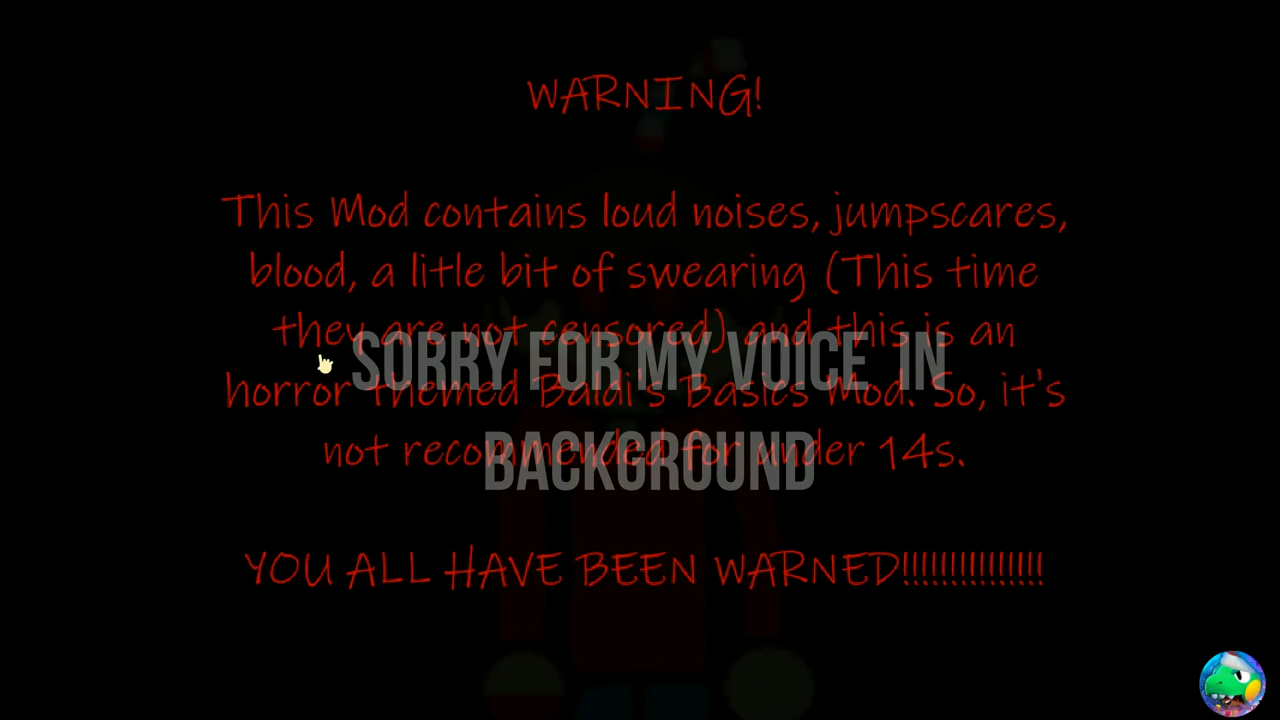 WARNING!
This Mod contains loud noises, jumpscares,
blood, a litle bit of swearing (This time
they are not censored) and this is an
horror themed Baldi's Basics Mod. So, it's
not recommended for under 14s.
SORRY FOR MY VOICE IN
BACKGROUND
YOU ALL HAVE BEEN WARNED!!!!!!!!!!!!!!!